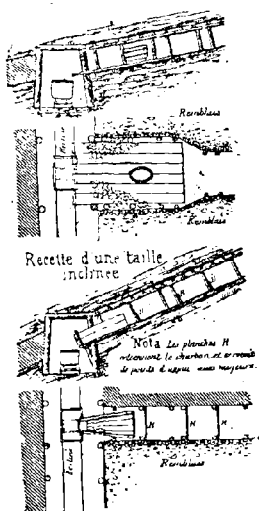 Remblais
Remblais
Recette d'une taille
inclinée
Nota Les planches H
retiennent le charbon et servent
de points d'appui aux mineurs.
H
H
H
H
H
H
Remblais